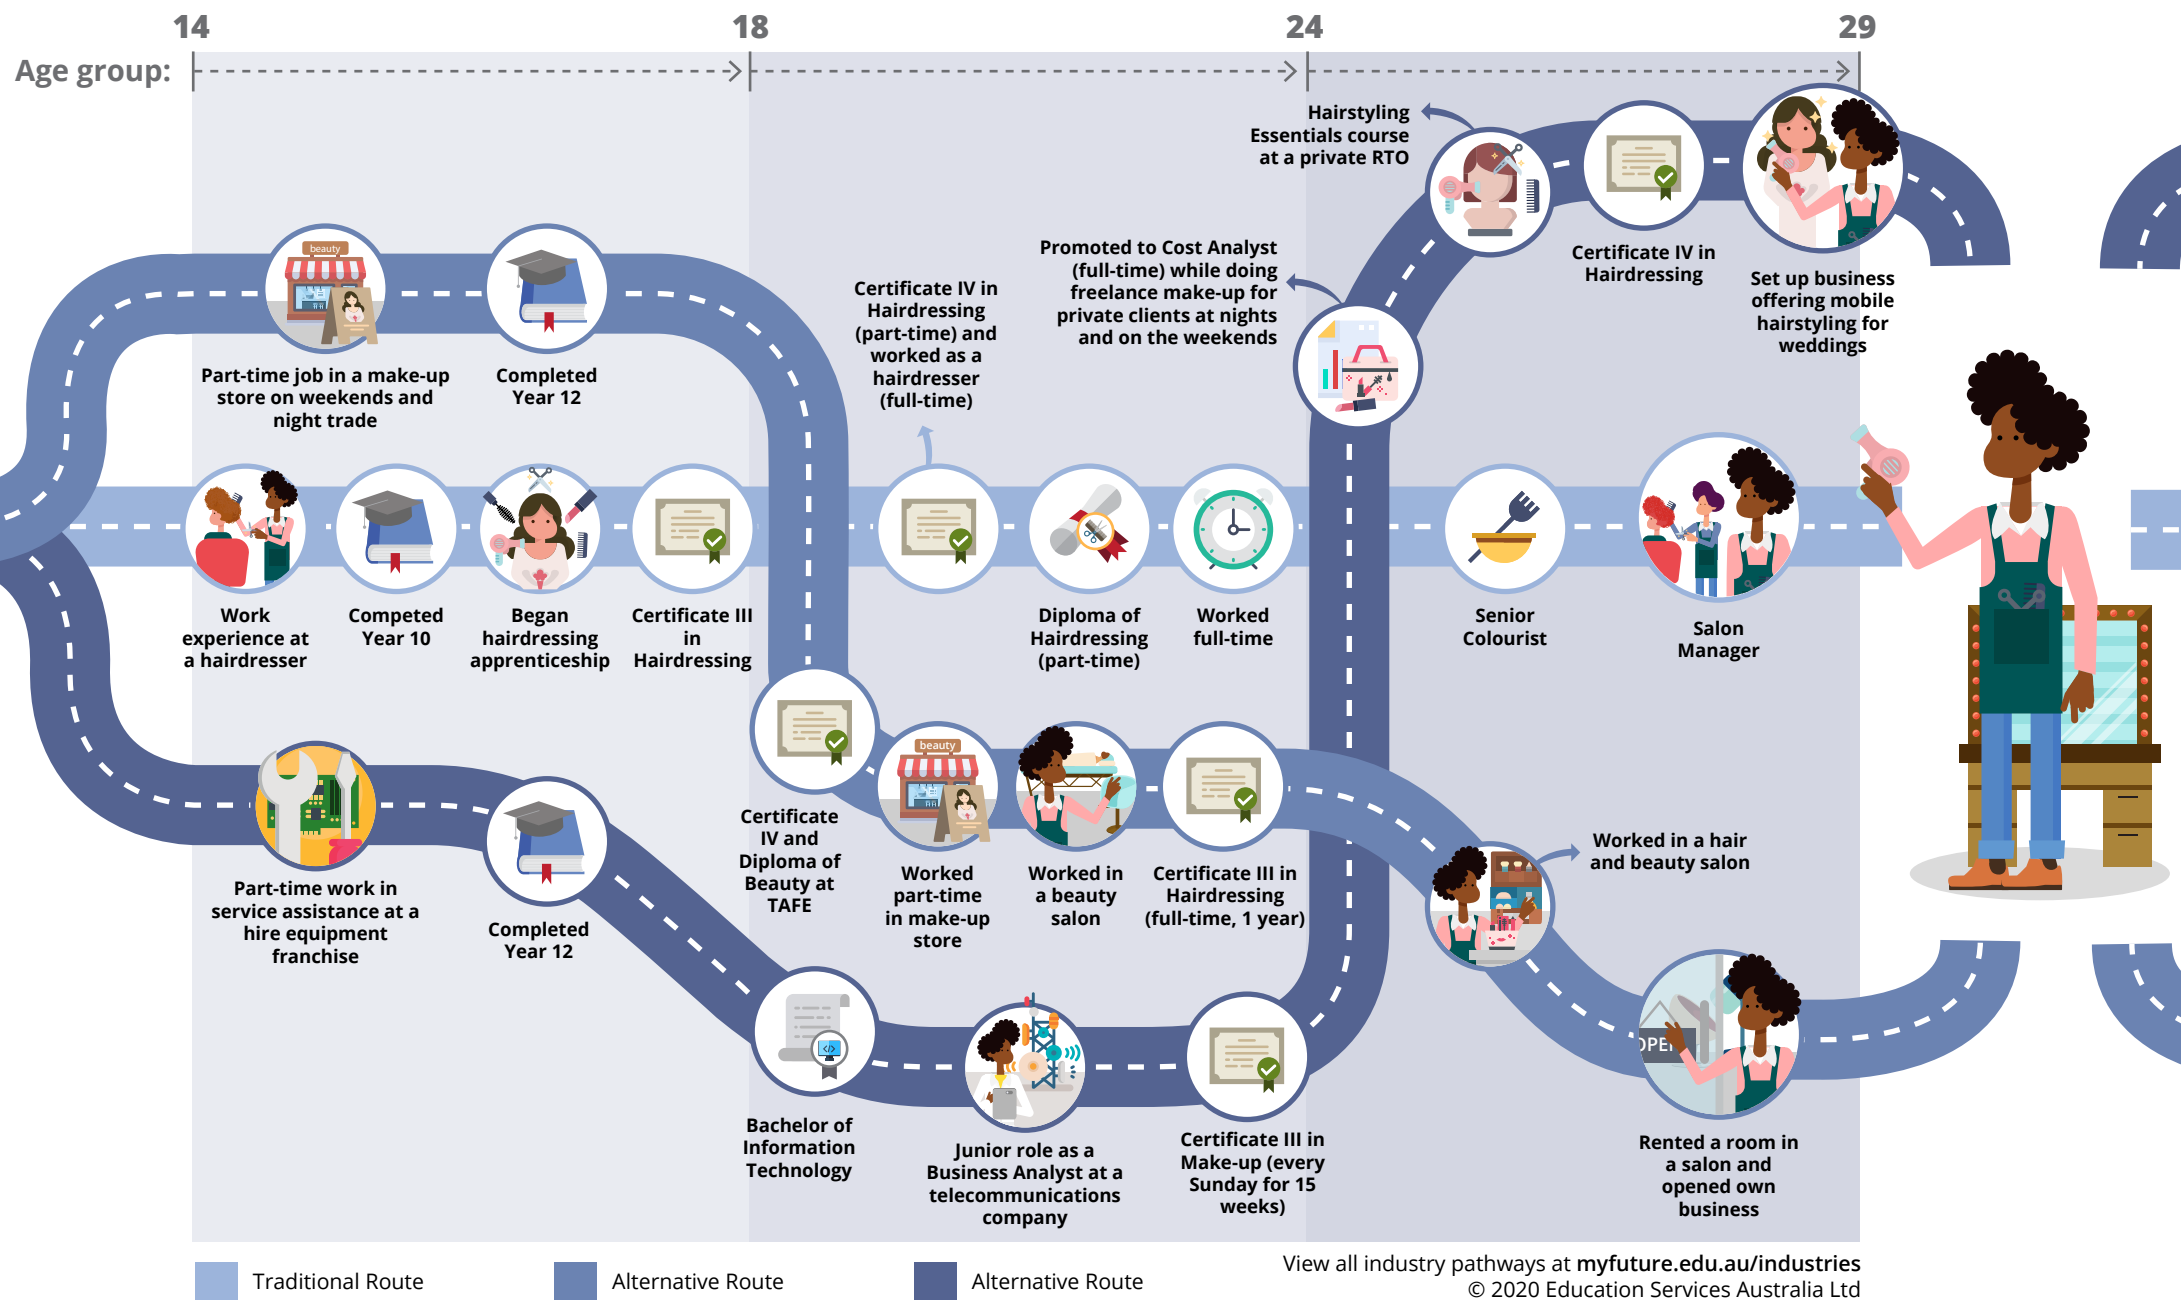 14
18
24
29
Age group:
Hairstyling
Essentials course
at a private RTO
Certificate IV in
Hairdressing
Set up business
offering mobile
hairstyling for
weddings
Promoted to Cost Analyst
(full-time) while doing
freelance make-up for
private clients at nights
and on the weekends
Certificate IV in
Hairdressing
(part-time) and
worked as a
hairdresser
(full-time)
beauty
Part-time job in a make-up
store on weekends and
night trade
Completed
Year 12
Work
experience at
a hairdresser
Competed
Year 10
Began
hairdressing
apprenticeship
Certificate III
in
Hairdressing
Diploma of
Hairdressing
(part-time)
Worked
full-time
Senior
Colourist
Salon
Manager
Certificate
IV and
Diploma of
Beauty at
TAFE
beauty
Worked
part-time
in make-up
store
Worked in
a beauty
salon
Certificate III in
Hairdressing
(full-time, 1 year)
Worked in a hair
and beauty salon
OPE
Rented a room in
a salon and
opened own
business
Part-time work in
service assistance at a
hire equipment
franchise
Completed
Year 12
</>
Bachelor of
Information
Technology
Junior role as a
Business Analyst at a
telecommunications
company
Certificate III in
Make-up (every
Sunday for 15
weeks)
Traditional Route
Alternative Route
Alternative Route
View all industry pathways at myfuture.edu.au/industries
© 2020 Education Services Australia Ltd